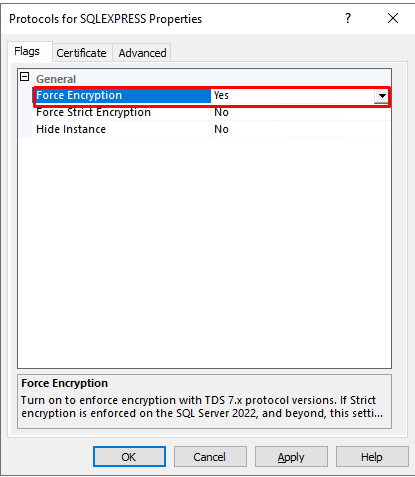 Protocols for SQLEXPRESS Properties ?
Flags Certificate Advanced
General
Force Encryption Yes
Force Strict Encryption No
Hide Instance No
Force Encryption
Turn on to enforce encryption with TDS 7.x protocol versions. If Strict
encryption is enforced on the SQL Server 2022, and beyond, this setti...
OK Cancel Apply Help